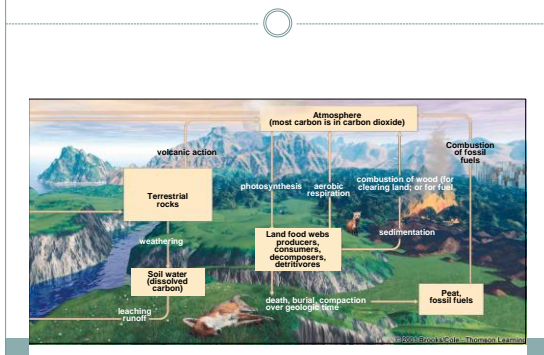 Atmosphere
(most carbon is in carbon dioxide)
volcanic action
Combustion
of fossil
fuels
photosynthesis
aerobic
respiration
combustion of wood (for
clearing land; or for fuel
Terrestrial
rocks
weathering
Land food webs
producers,
consumers,
decomposers,
detritivores
sedimentation
Soil water
(dissolved
carbon)
leaching
runoff
death, burial, compaction
over geologic time
Peat,
fossil fuels
Brooks/Cole - Thomson Learning